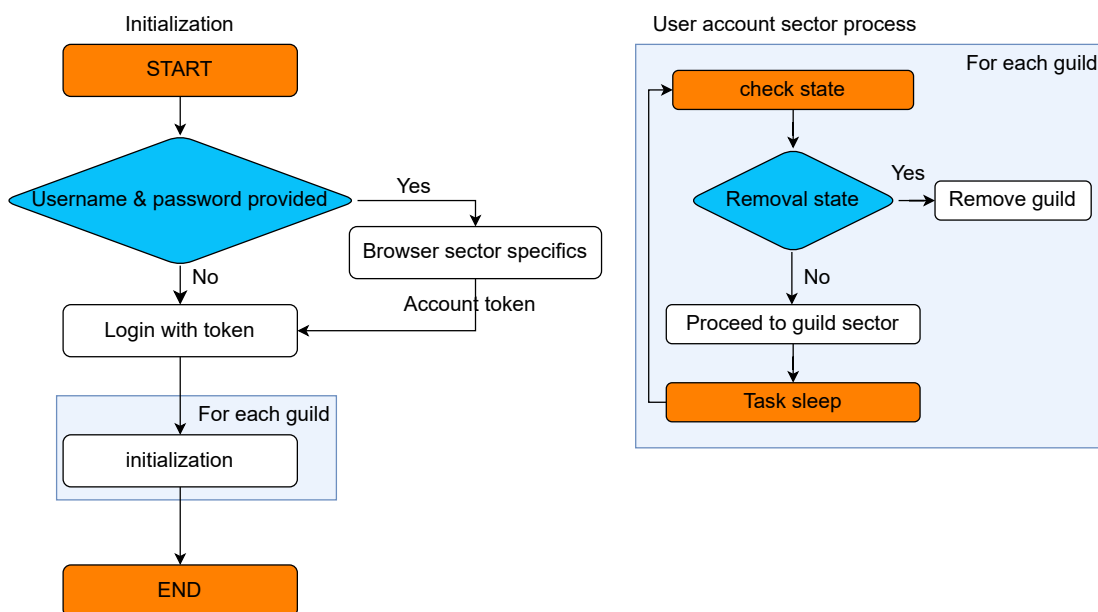 Initialization
START
Username & password provided
Yes
Browser sector specifics
No
Account token
Login with token
For each guild
initialization
END
User account sector process
For each guild
check state
Removal state
Yes
Remove guild
No
Proceed to guild sector
Task sleep